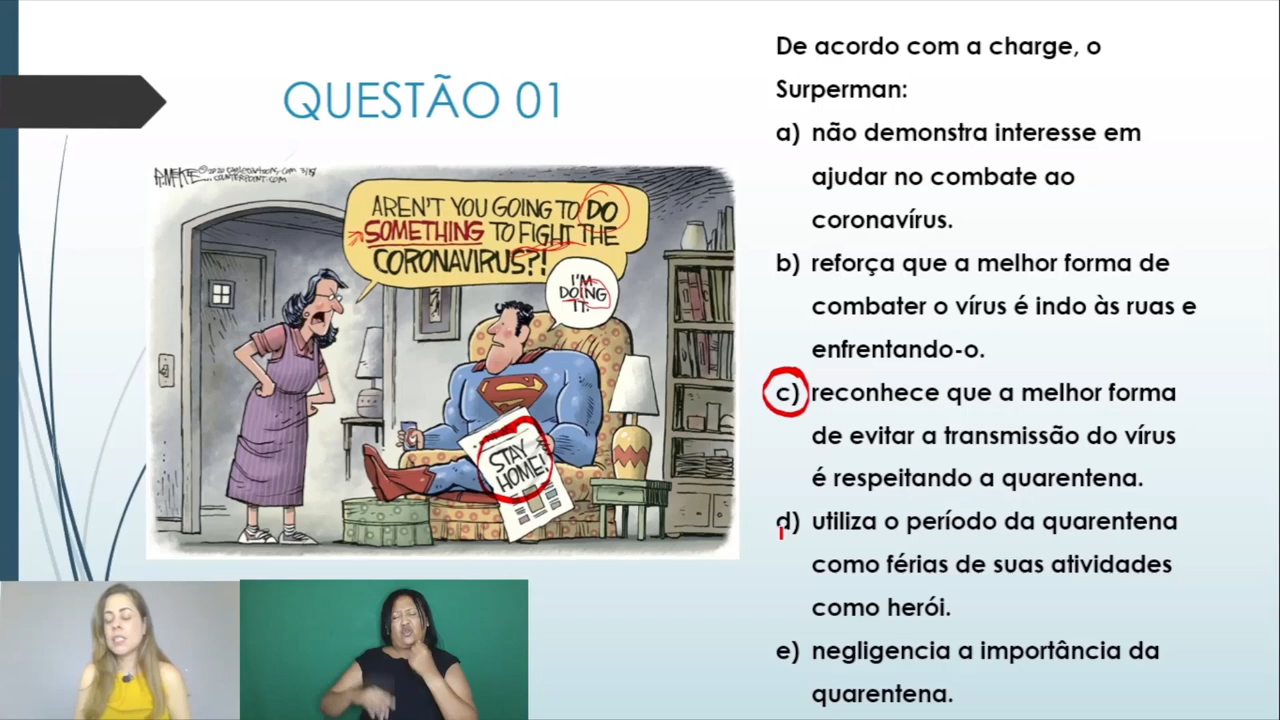 QUESTÃO 01
AREN'T YOU GOING TO DO
SOMETHING TO FIGHT THE
CORONAVIRUS?!
I'M
DOING
IT.
STAY
HOME!
De acordo com a charge, o
Surperman:
a) não demonstra interesse em
ajudar no combate ao
coronavírus.
b) reforça que a melhor forma de
combater o vírus é indo às ruas e
enfrentando-o.
c) reconhece que a melhor forma
de evitar a transmissão do vírus
é respeitando a quarentena.
d) utiliza o período da quarentena
como férias de suas atividades
como herói.
e) negligencia a importância da
quarentena.